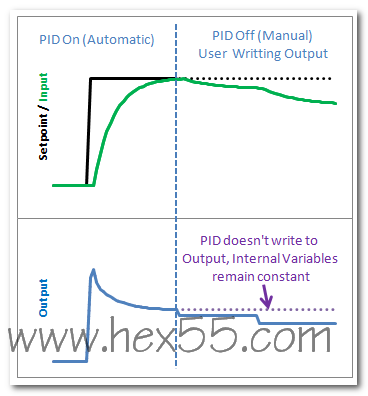 PID On (Automatic)
PID Off (Manual)
User Writting Output
Setpoint / Input
PID doesn't write to
Output, Internal Variables
remain constant
Output
www.hex55.com